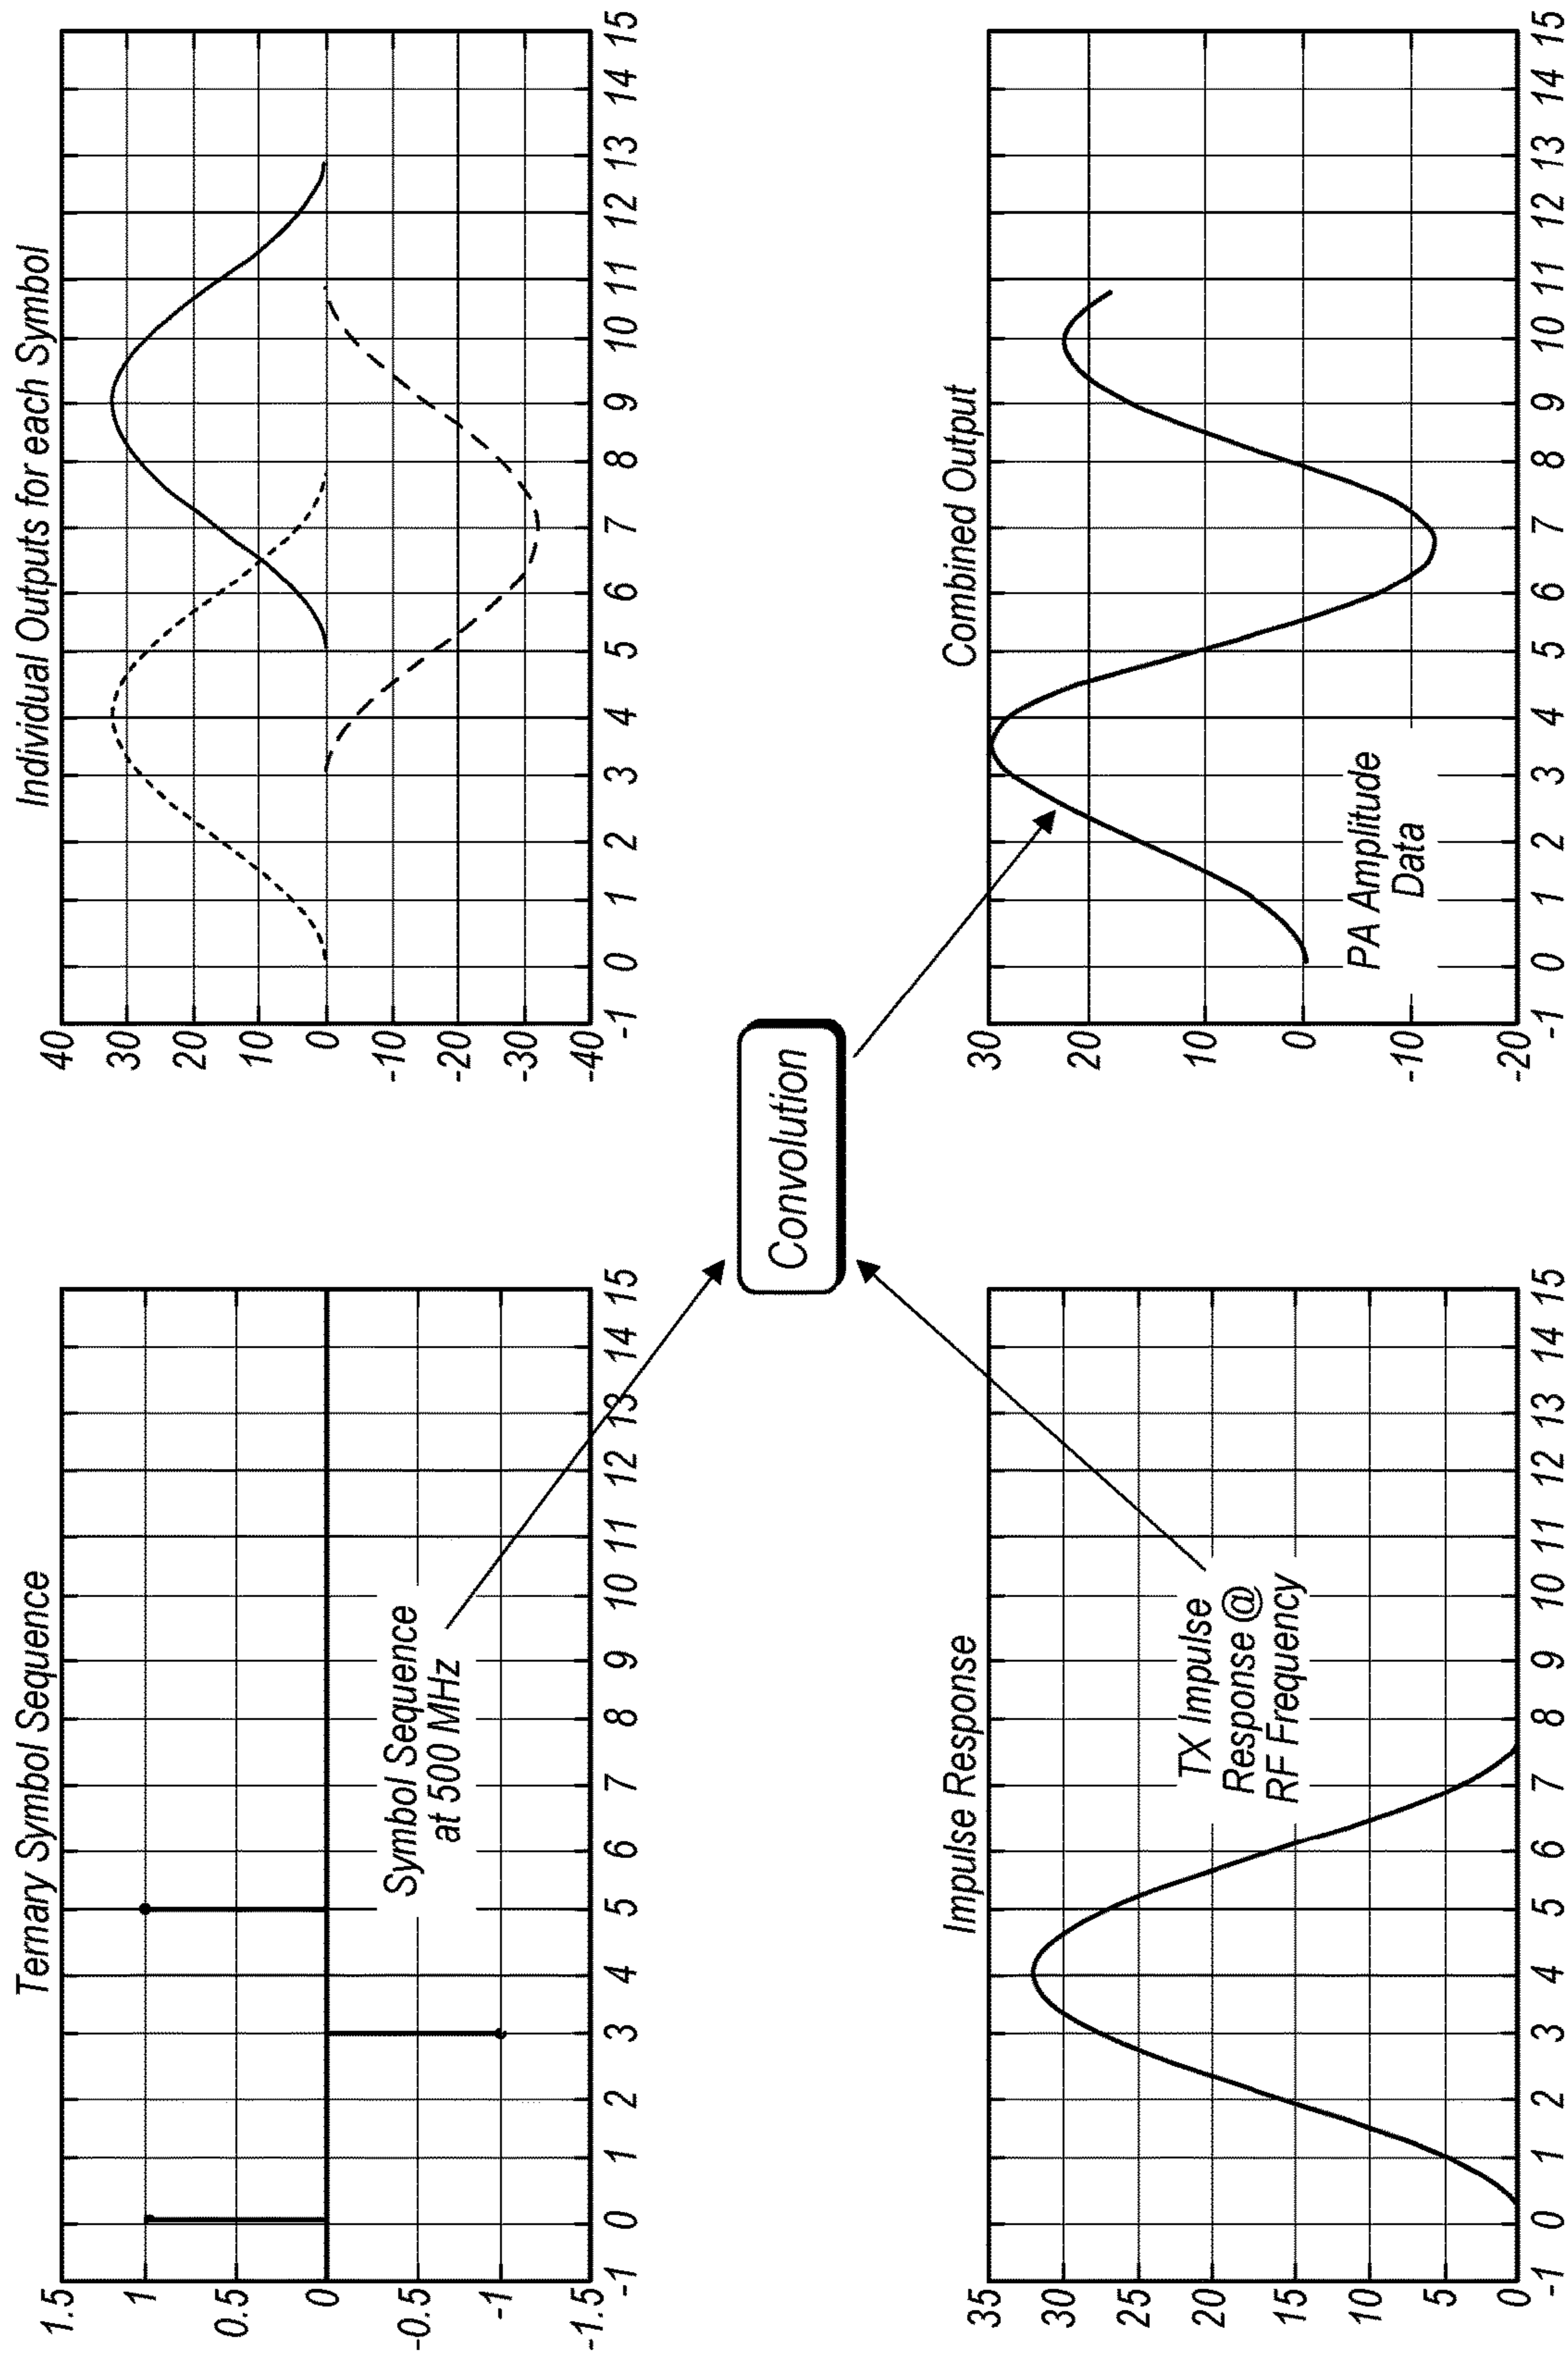 Ternary Symbol Sequence
1.5
1
0.5
0
-0.5
-1
-1.5
-1 0 1 2 3 4 5 6 7 8 9 10 11 12 13 14 15
Symbol Sequence
at 500 MHz
Individual Outputs for each Symbol
40
30
20
10
0
-10
-20
-30
-40
-1 0 1 2 3 4 5 6 7 8 9 10 11 12 13 14 15
Convolution
Impulse Response
35
30
25
20
15
10
5
0
-1 0 1 2 3 4 5 6 7 8 9 10 11 12 13 14 15
TX Impulse
Response @
RF Frequency
Combined Output
30
20
10
0
-10
-20
-1 0 1 2 3 4 5 6 7 8 9 10 11 12 13 14 15
PA Amplitude
Data